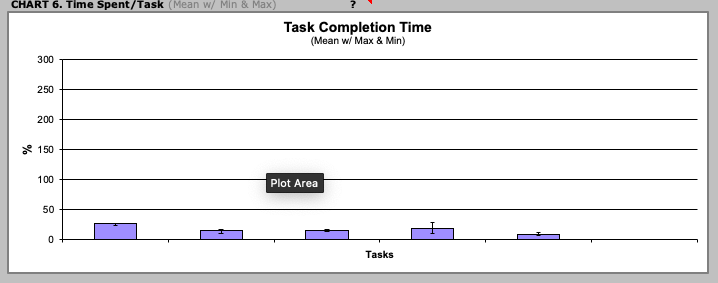 CHART 6. Time Spent/Task (Mean w/ Min & Max) ?
Task Completion Time
(Mean w/ Max & Min)
300
250
200
150
100
50
0
%
Plot Area
Tasks